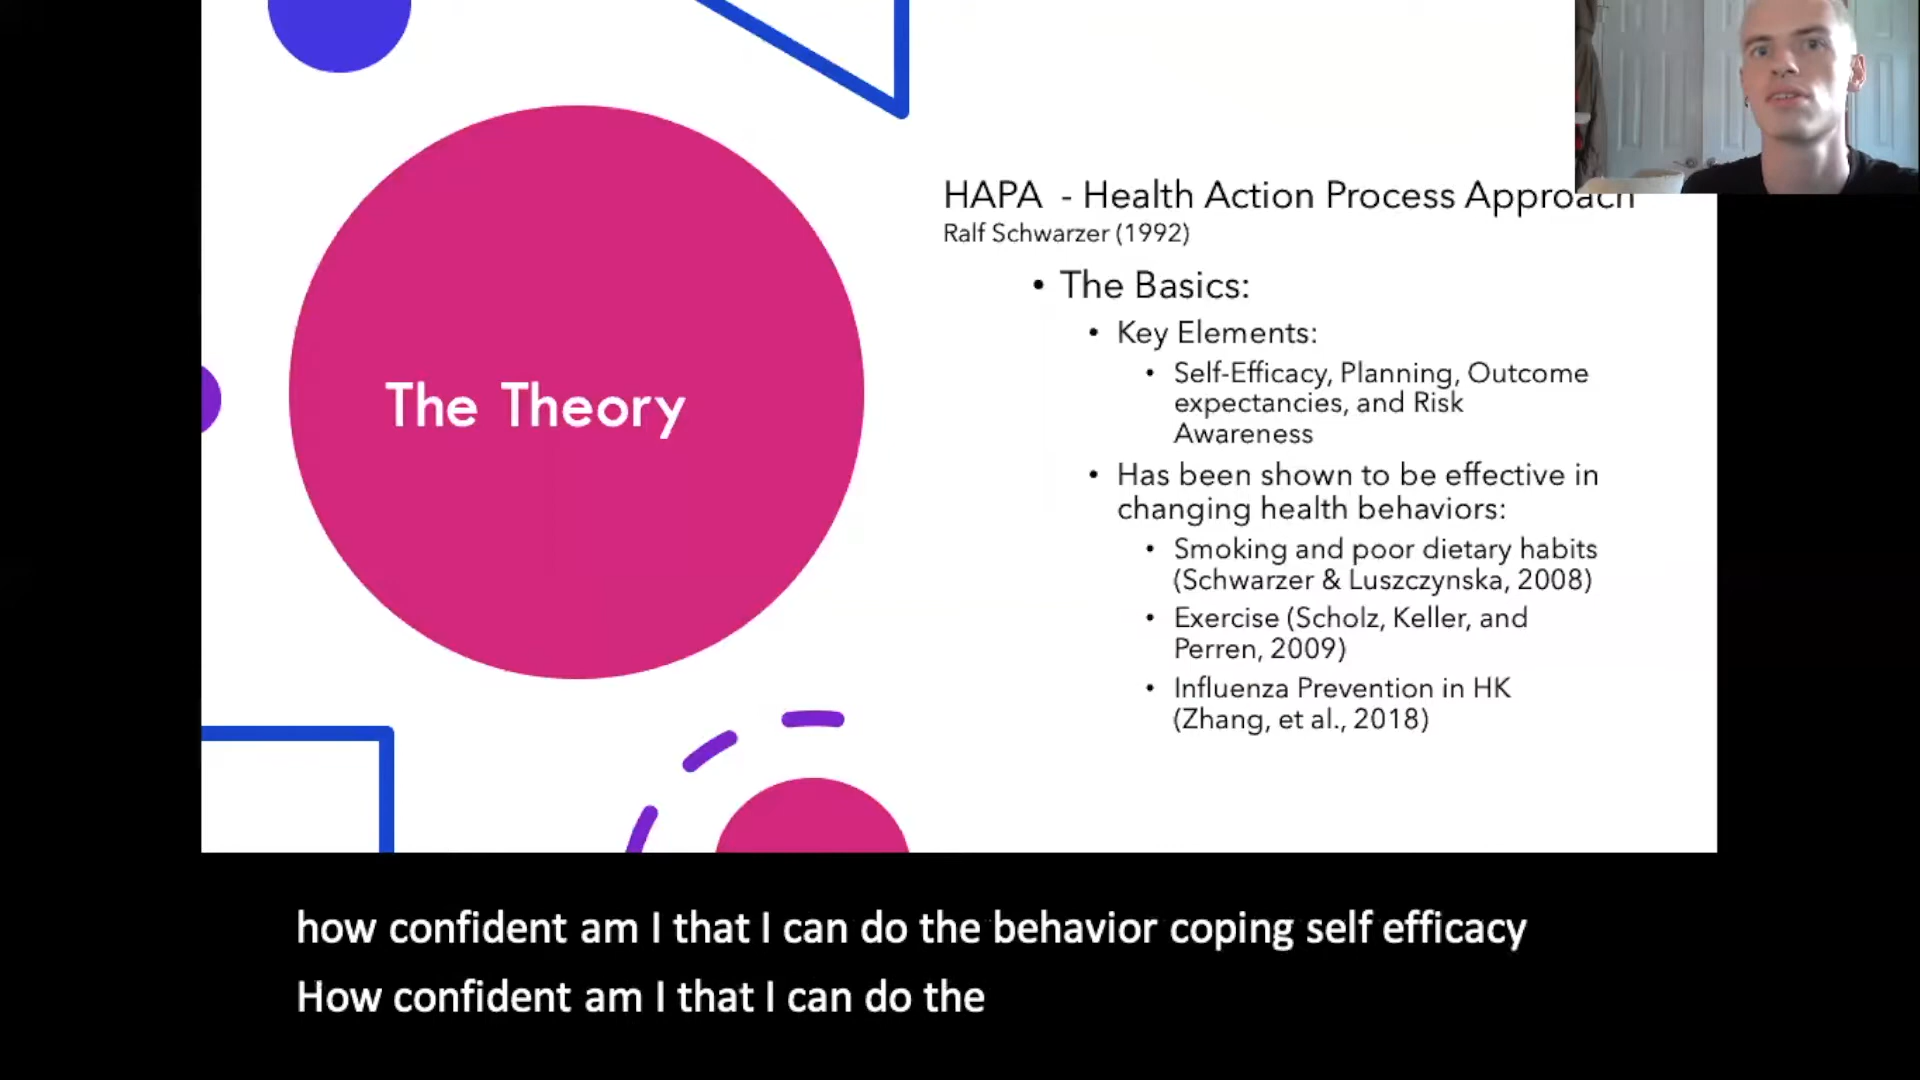 The Theory
HAPA - Health Action Process Approach
Ralf Schwarzer (1992)
• The Basics:
• Key Elements:
• Self-Efficacy, Planning, Outcome
expectancies, and Risk
Awareness
• Has been shown to be effective in
changing health behaviors:
• Smoking and poor dietary habits
(Schwarzer & Luszczynska, 2008)
• Exercise (Scholz, Keller, and
Perren, 2009)
• Influenza Prevention in HK
(Zhang, et al., 2018)
how confident am I that I can do the behavior coping self efficacy
How confident am I that I can do the